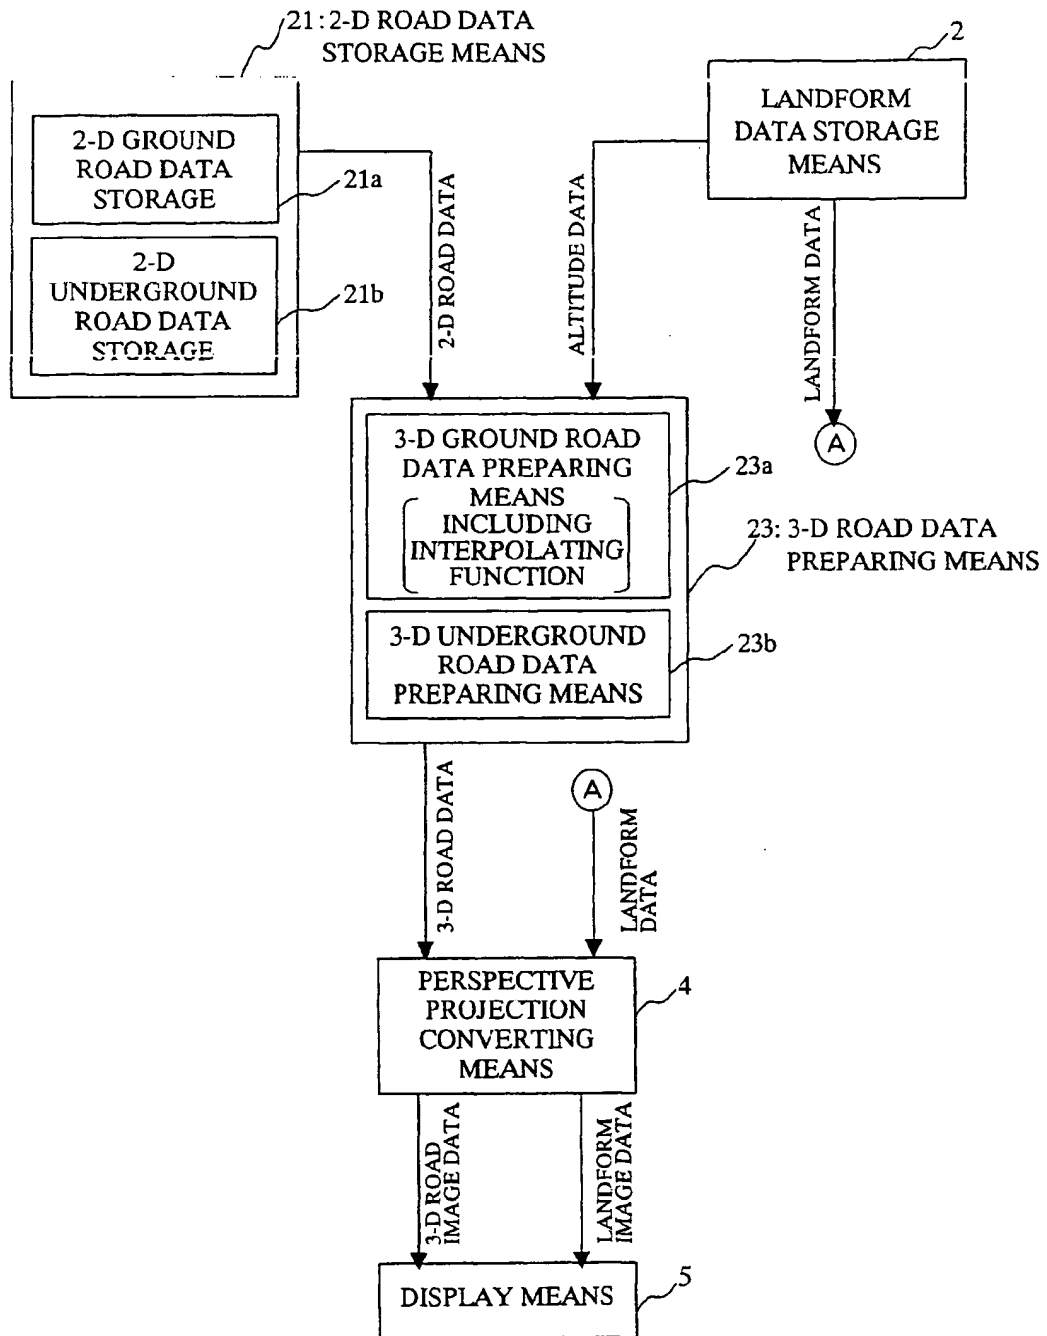 21: 2-D ROAD DATA
STORAGE MEANS
2
2-D GROUND
ROAD DATA
STORAGE
21a
2-D
UNDERGROUND
ROAD DATA
STORAGE
21b
LANDFORM
DATA STORAGE
MEANS
2-D ROAD DATA
ALTITUDE DATA
LANDFORM DATA
A
3-D GROUND ROAD
DATA PREPARING
MEANS
INCLUDING
INTERPOLATING
FUNCTION
23a
23: 3-D ROAD DATA
PREPARING MEANS
3-D UNDERGROUND
ROAD DATA
PREPARING MEANS
23b
3-D ROAD DATA
A
LANDFORM
DATA
PERSPECTIVE
PROJECTION
CONVERTING
MEANS
4
3-D ROAD
IMAGE DATA
LANDFORM
IMAGE DATA
DISPLAY MEANS
5